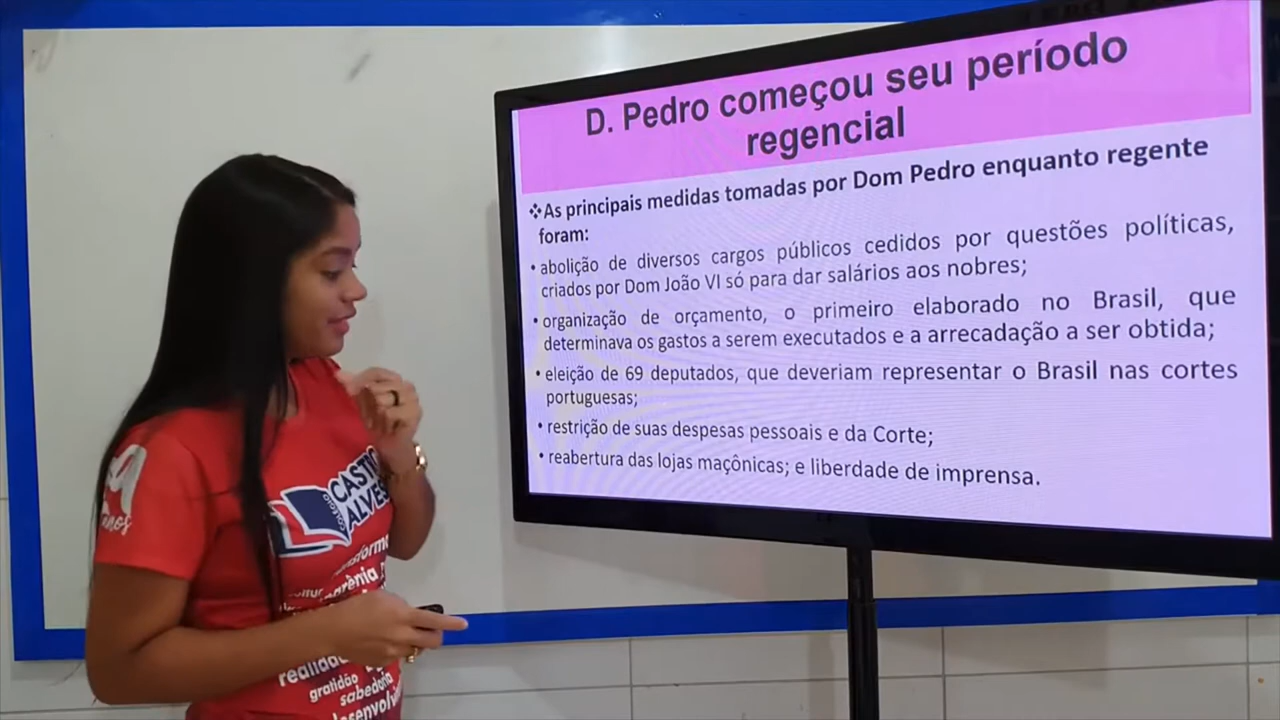 D. Pedro começou seu período
regencial
❖As principais medidas tomadas por Dom Pedro enquanto regente
foram:
• abolição de diversos cargos públicos cedidos por questões políticas,
criados por Dom João VI só para dar salários aos nobres;
• organização de orçamento, o primeiro elaborado no Brasil, que
determinava os gastos a serem executados e a arrecadação a ser obtida;
• eleição de 69 deputados, que deveriam representar o Brasil nas cortes
portuguesas;
• restrição de suas despesas pessoais e da Corte;
• reabertura das lojas maçônicas; e liberdade de imprensa.
anos
COLÉGIO
CASTRO
ALVES
gratidão